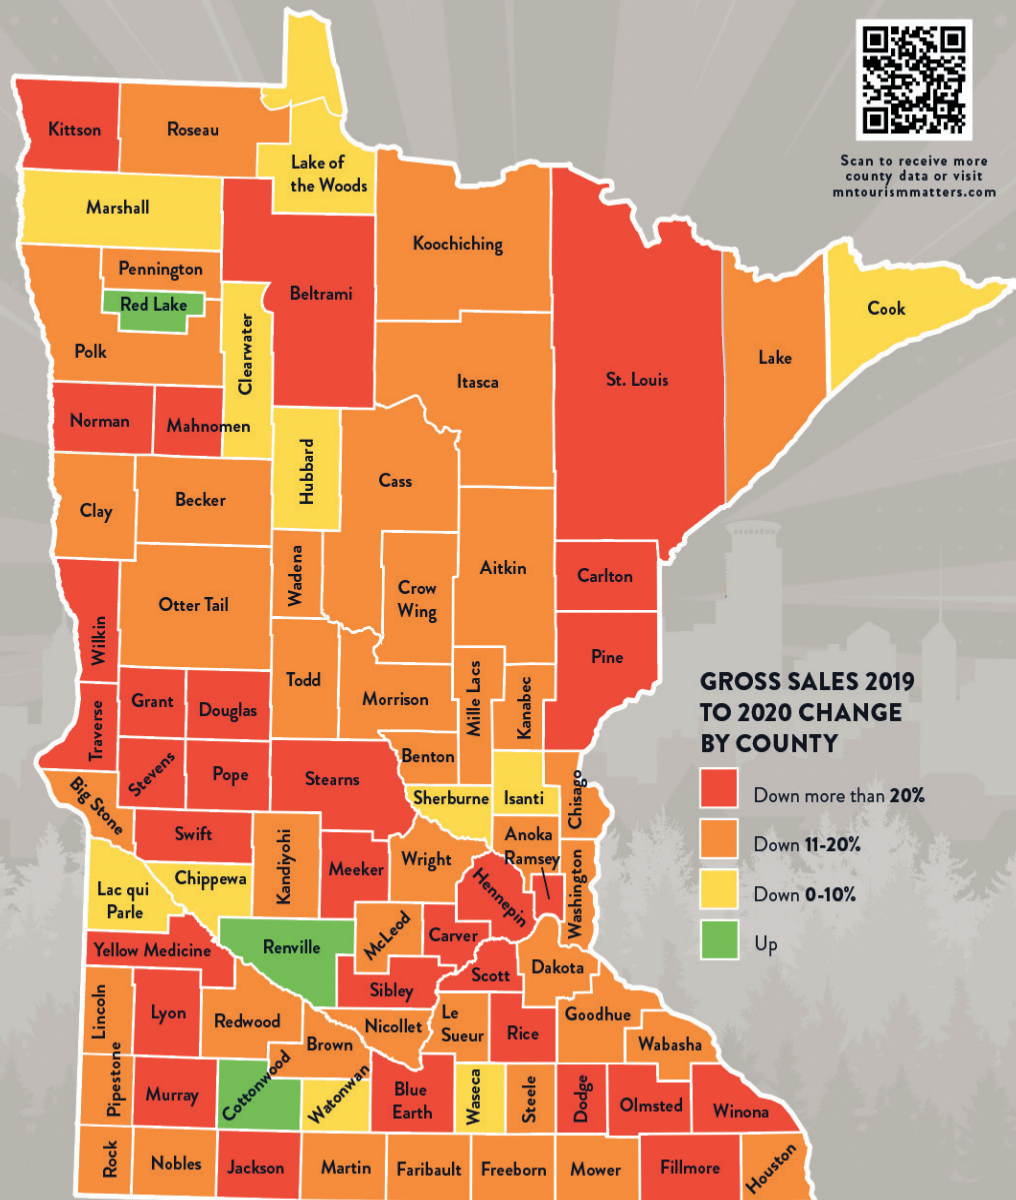 Scan to receive more
county data or visit
mntourismmatters.com
Kittson
Roseau
Lake of
the Woods
Marshall
Koochiching
Pennington
Beltrami
Red Lake
Cook
Clearwater
Polk
Lake
Itasca
St. Louis
Norman
Mahnomen
Hubbard
Cass
Becker
Clay
Aitkin
Wadena
Carlton
Crow
Wing
Otter Tail
Wilkin
Pine
Todd
Mille Lacs
Kanabec
Morrison
Grant
Douglas
Traverse
Benton
Stevens
Pope
Stearns
Sherburne
Isanti
Chisago
Big Stone
Swift
Anoka
Ramsey
Kandiyohi
Meeker
Wright
Chippewa
Hennepin
Washington
Lac qui
Parle
McLeod
Carver
Renville
Yellow Medicine
Dakota
Scott
Sibley
Lincoln
Lyon
Redwood
Nicollet
Le
Sueur
Rice
Goodhue
Brown
Wabasha
Pipestone
Murray
Cottonwood
Watonwan
Blue
Earth
Waseca
Steele
Dodge
Olmsted
Winona
Rock
Nobles
Jackson
Martin
Faribault
Freeborn
Mower
Fillmore
Houston
GROSS SALES 2019
TO 2020 CHANGE
BY COUNTY
Down more than 20%
Down 11-20%
Down 0-10%
Up